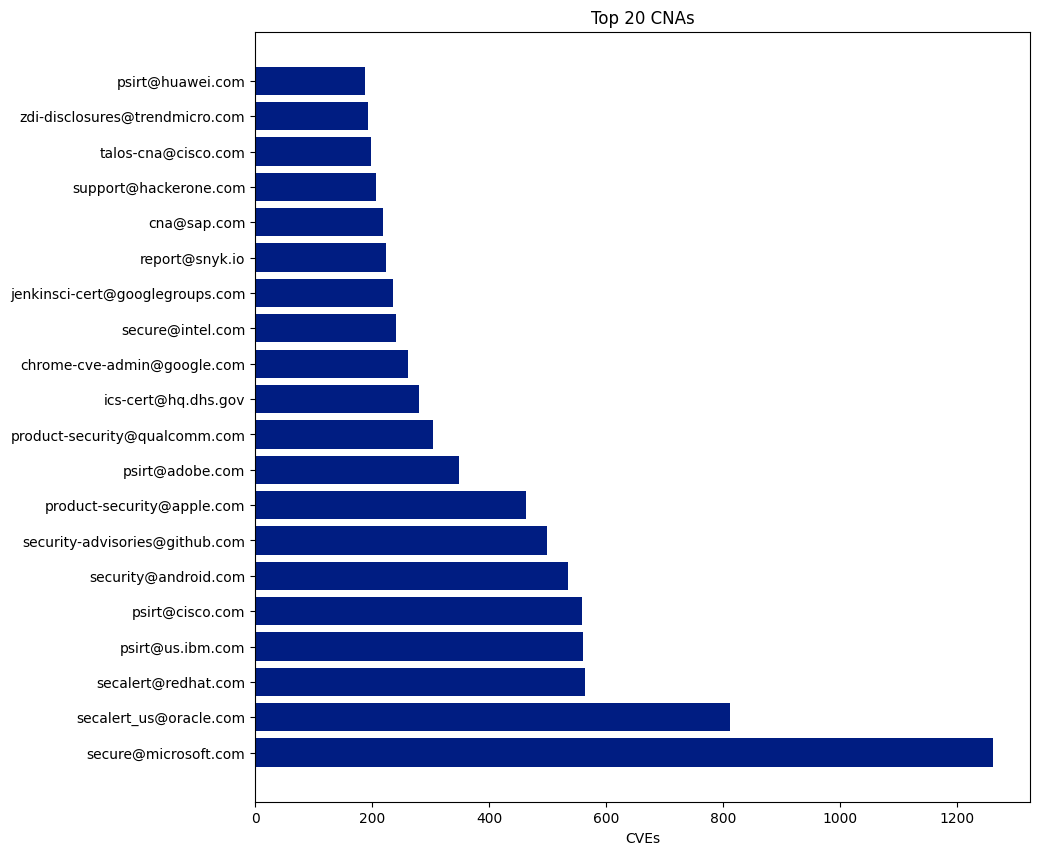 Top 20 CNAs
psirt@huawei.com
zdi-disclosures@trendmicro.com
talos-cna@cisco.com
support@hackerone.com
cna@sap.com
report@snyk.io
jenkinsci-cert@googlegroups.com
secure@intel.com
chrome-cve-admin@google.com
ics-cert@hq.dhs.gov
product-security@qualcomm.com
psirt@adobe.com
product-security@apple.com
security-advisories@github.com
security@android.com
psirt@cisco.com
psirt@us.ibm.com
secalert@redhat.com
secalert_us@oracle.com
secure@microsoft.com
0 200 400 600 800 1000 1200
CVEs